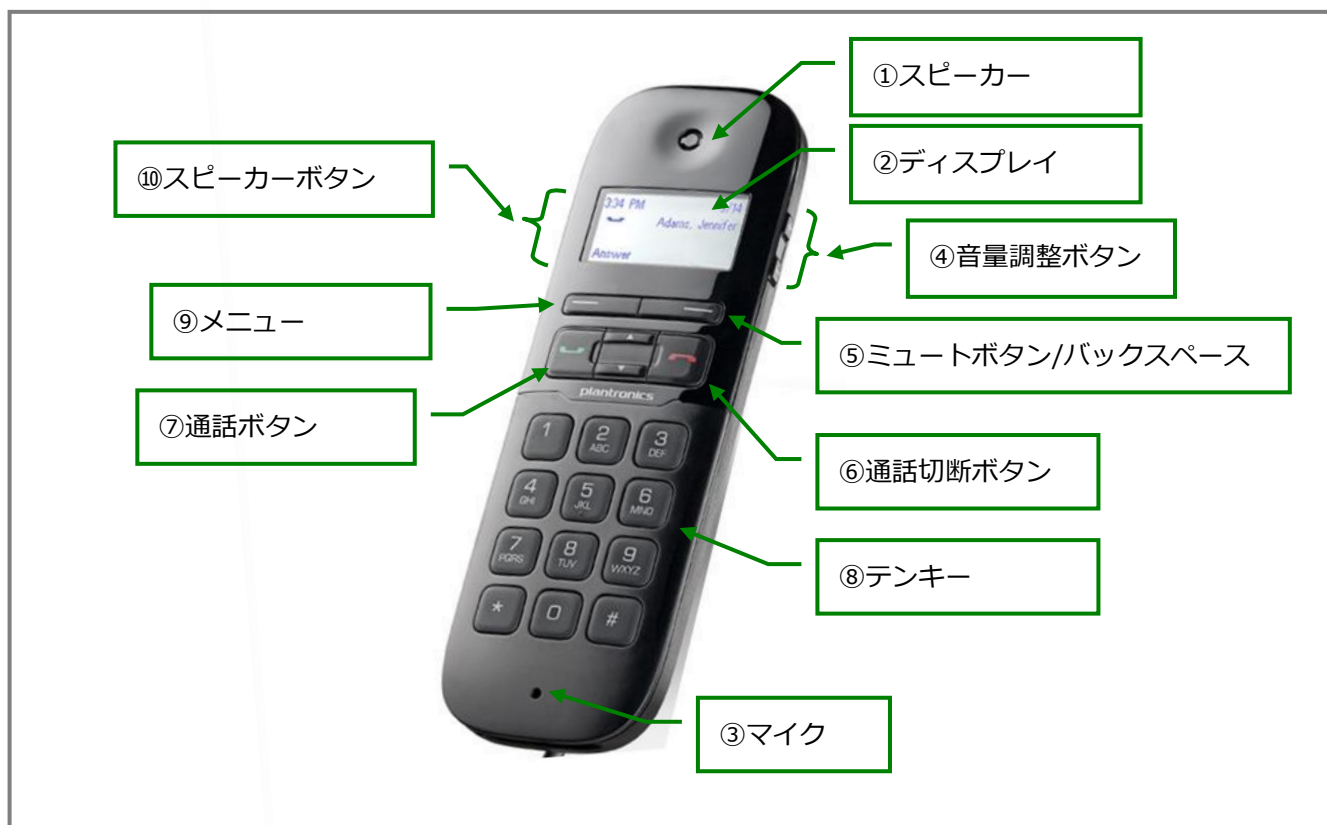 ①スピーカー
②ディスプレイ
⑩スピーカーボタン
3:34 PM
Adams, Jennifer
Answer
④音量調整ボタン
⑨メニュー
⑤ミュートボタン/バックスペース
plantronics
⑦通話ボタン
1 2 3
ABC DEF
⑥通話切断ボタン
4 5 6
GHI JKL MNO
7 8 9
PQRS TUV WXYZ
⑧テンキー
* 0 #
③マイク